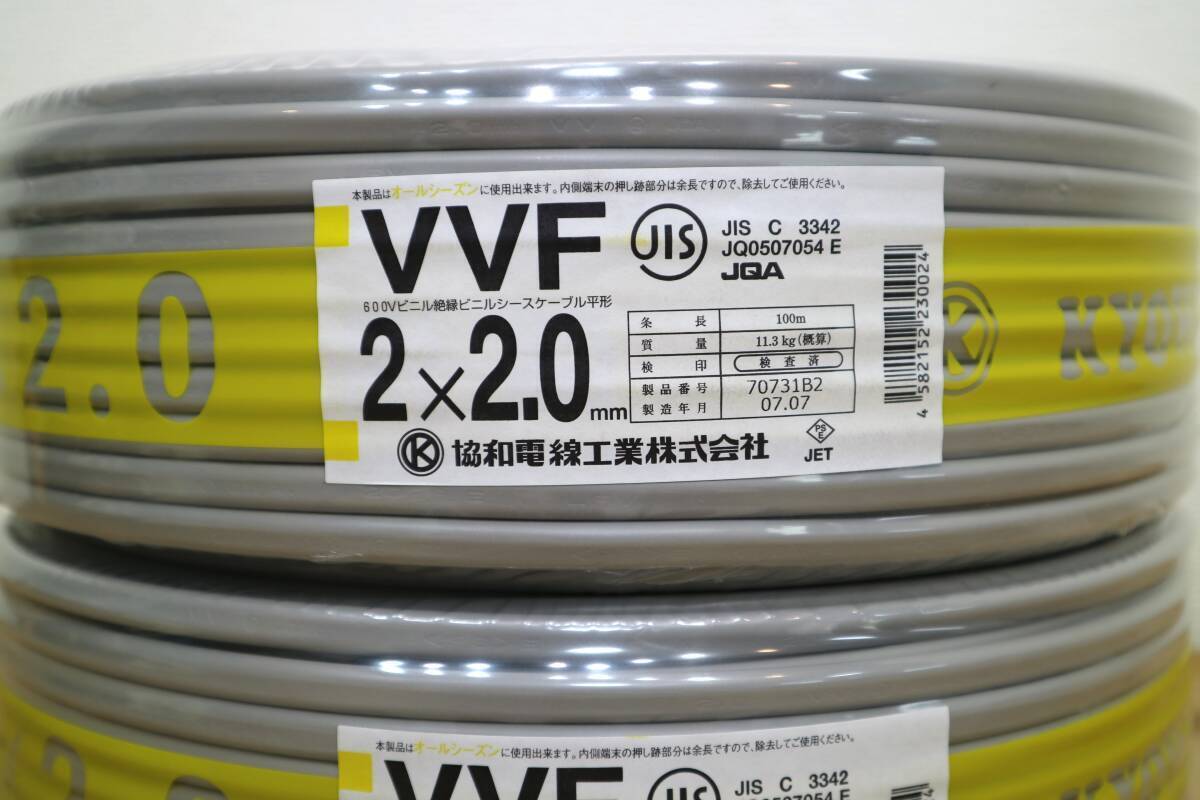 本製品はオールシーズンに使用出来ます。内側端末の押し跡部分は余長ですので、除去してご使用ください。
VVF
JIS
JIS C 3342
JQ0507054 E
JQA
600Vビニル絶縁ビニルシースケーブル平形
2×2.0mm
条長 100m
質量 11.3kg(概算)
検印 検査済
製品番号 70731B2
製造年月 07.07
K 協和電線工業株式会社
PS E
JET
4 582152 230024
2.0
K KYO
2.0
本製品はオールシーズンに使用出来ます。内側端末の押し跡部分は余長ですので、除去してご使用ください。
VVF
JIS
JIS C 3342
JQ0507054 E